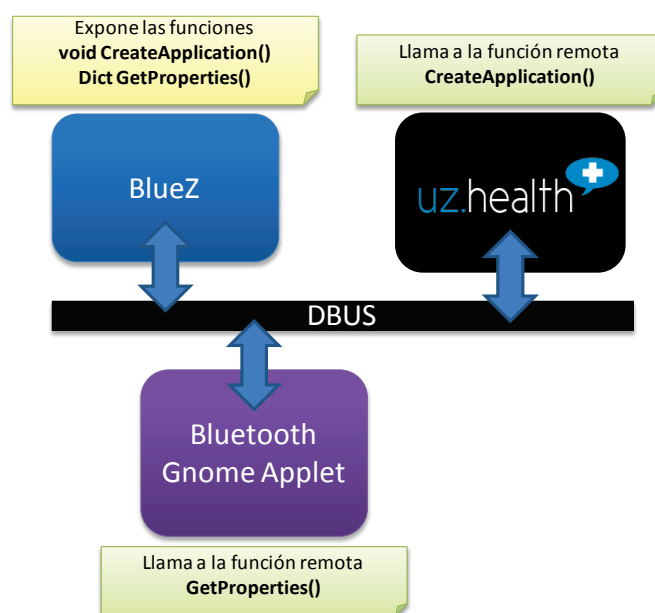 Expone las funciones
void CreateApplication()
Dict GetProperties()
Llama a la función remota
CreateApplication()
BlueZ
uz.health
DBUS
Bluetooth
Gnome Applet
Llama a la función remota
GetProperties()